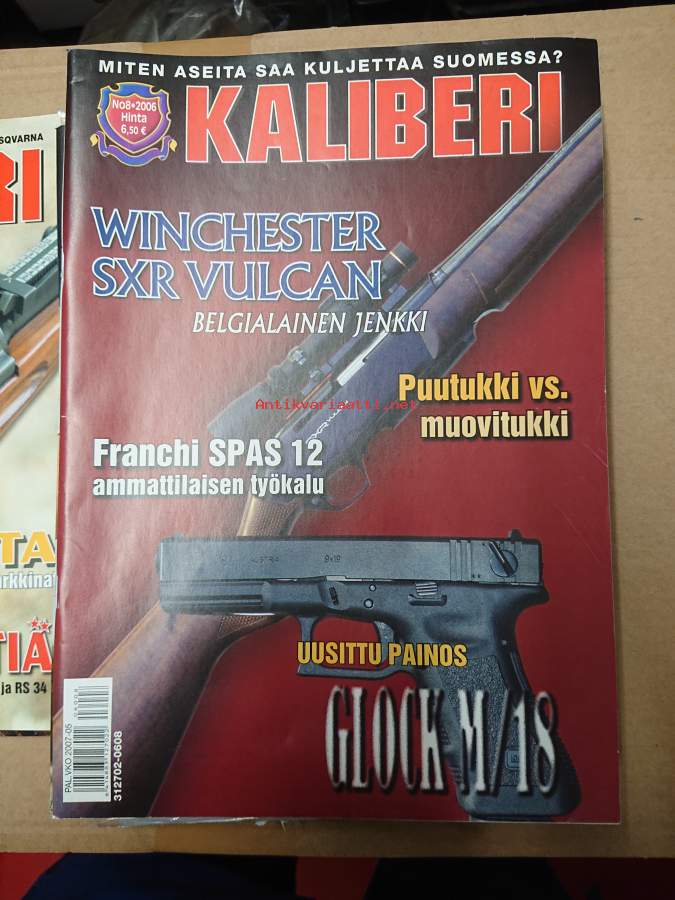 MITEN ASEITA SAA KULJETTAA SUOMESSA?
No8•2006
Hinta
6,50 €
KALIBERI
WINCHESTER
SXR VULCAN
BELGIALAINEN JENKKI
Puutukki vs.
muovitukki
Antikvariaatti.net
Franchi SPAS 12
ammattilaisen työkalu
AUSTRIA 9x19
UUSITTU PAINOS
GLOCK M/18
PAL.VKO 2007-05
312702-0608
SQVARNA
RI
TA
rkkinat
TIÄ
ja RS 34